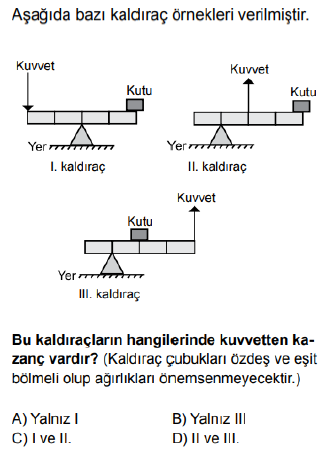 Aşağıda bazı kaldıraç örnekleri verilmiştir.
Kuvvet
Kutu
Yer
I. kaldıraç
Kuvvet
Kutu
Yer
II. kaldıraç
Kuvvet
Kutu
Yer
III. kaldıraç
Bu kaldıraçların hangilerinde kuvvetten ka-
zanç vardır? (Kaldıraç çubukları özdeş ve eşit
bölmeli olup ağırlıkları önemsenmeyecektir.)
A) Yalnız I B) Yalnız III
C) I ve II. D) II ve III.